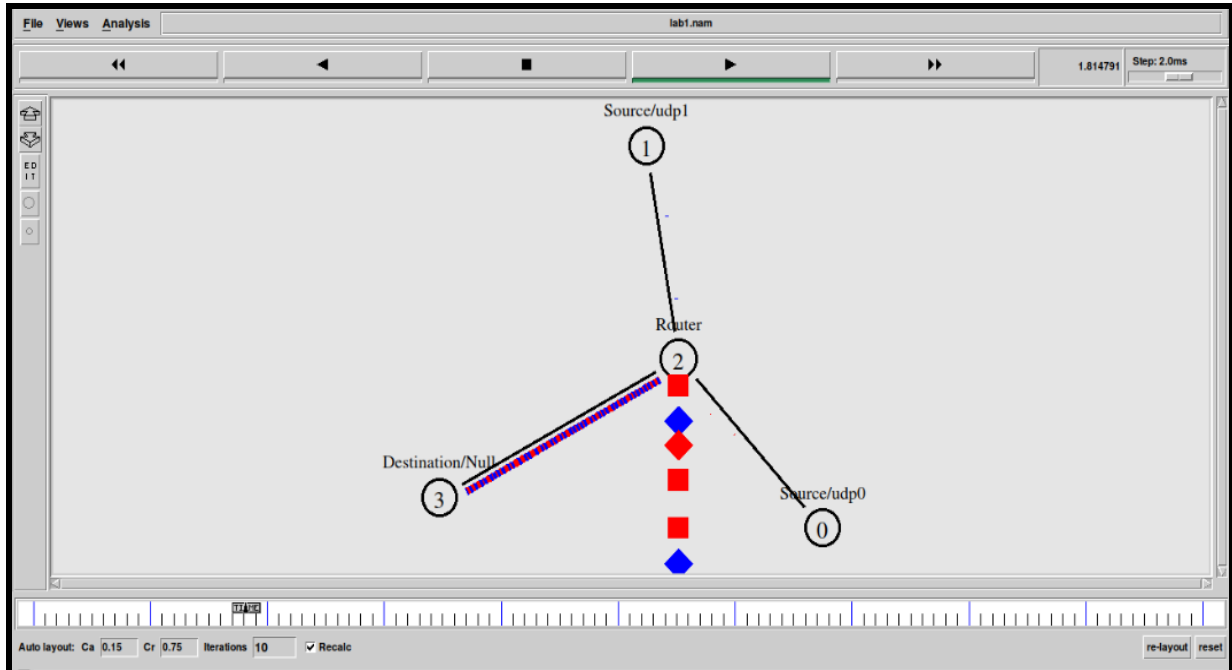 File Views Analysis lab1.nam
1.814791 Step: 2.0ms
E D
I T
Source/udp1
1
Router
2
Destination/Null
3
Source/udp0
0
TIME
Auto layout: Ca 0.15 Cr 0.75 Iterations 10 Recalc re-layout reset